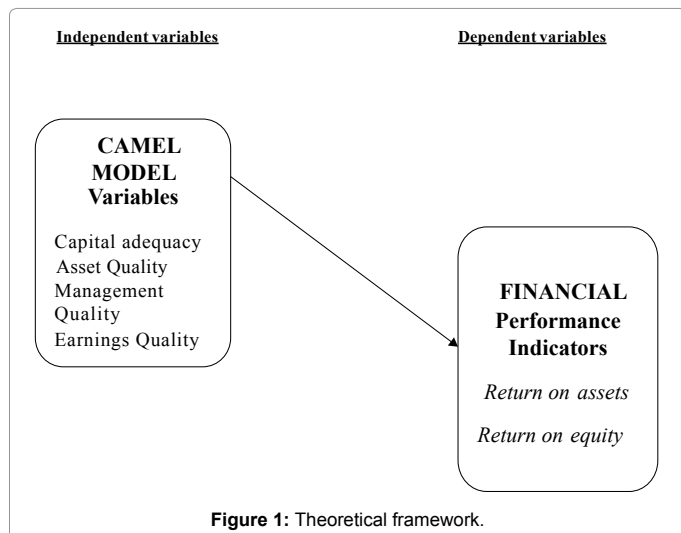 Independent variables
Dependent variables
CAMEL
MODEL
Variables
Capital adequacy
Asset Quality
Management
Quality
Earnings Quality
FINANCIAL
Performance
Indicators
Return on assets
Return on equity
Figure 1: Theoretical framework.